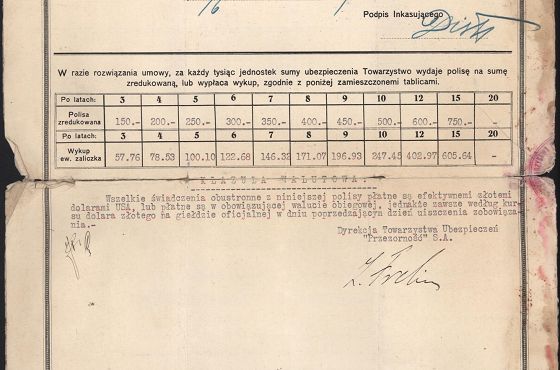 Podpis Inkasującego
W razie rozwiązania umowy, za każdy tysiąc jednostek sumy ubezpieczenia Towarzystwo wydaje polisę na sumę
zredukowaną, lub wypłaca wykup, zgodnie z poniżej zamieszczonemi tablicami.
Po latach: 3 4 5 6 7 8 9 10 12 15 20
Polisa zredukowana 150.- 200.- 250.- 300.- 350.- 400.- 450.- 500.- 600.- 750.- -
Po latach: 3 4 5 6 7 8 9 10 12 15 20
Wykup ew. zaliczka 57.76 78.53 100.10 122.68 146.32 171.07 196.93 247.45 402.97 605.64 -
KLAUZULA WALUTOWA.
Wszelkie świadczenia obustronne z niniejszej polisy płatne są efektywnemi złotemi
dolarami USA, lub płatne są w obowiązującej walucie obiegowej, jednakże zawsze według kur-
su dolara złotego na giełdzie oficjalnej w dniu poprzedzającym dzień uiszczenia zobowiąz-
nia.-
Dyrekcja Towarzystwa Ubezpieczeń
"Przezorność" S.A.